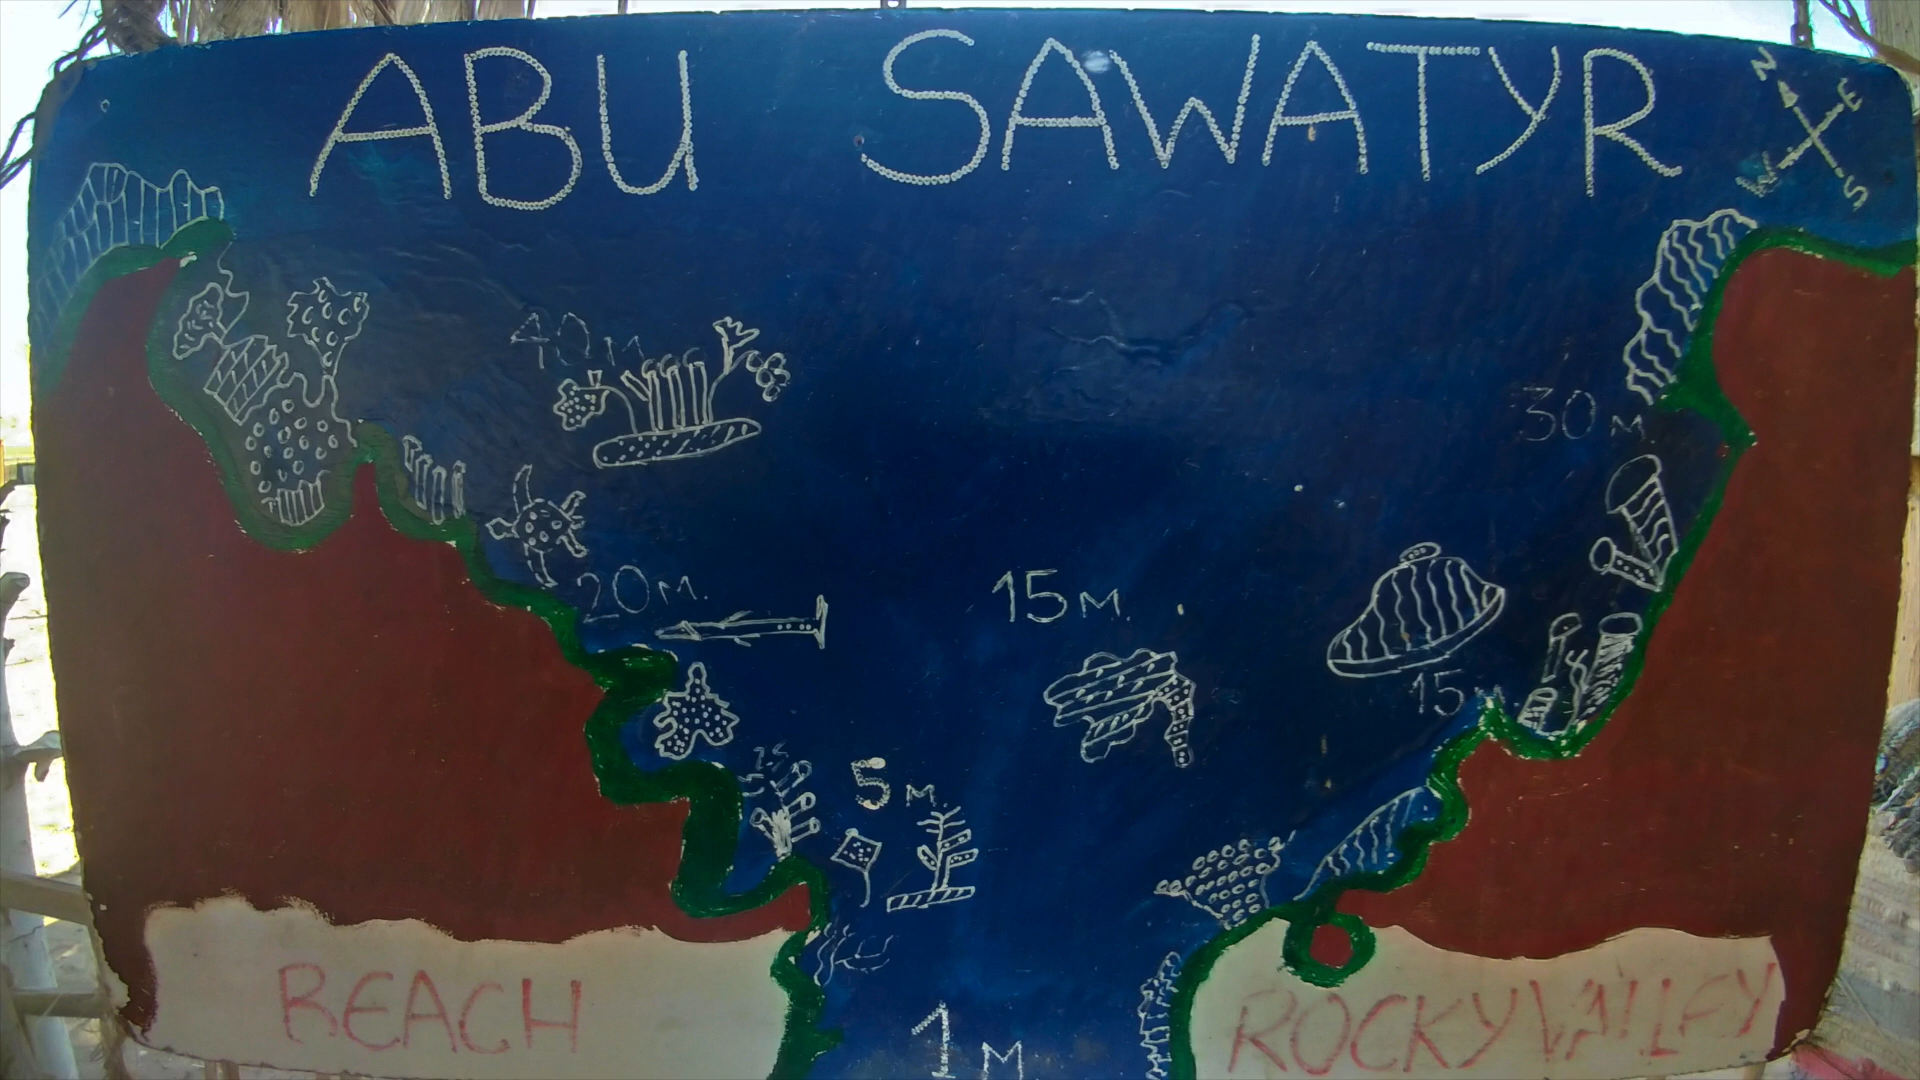 ABU SAWATYR
N
E
W
S
40 м
30 м.
20 м.
15 м.
15 м
5 м.
1 м
BEACH
ROCKY VALLEY